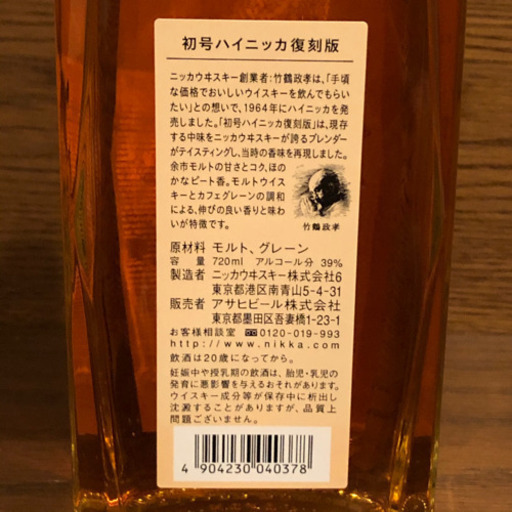 初号ハイニッカ復刻版
ニッカウヰスキー創業者:竹鶴政孝は、「手頃
な価格でおいしいウイスキーを飲んでもらい
たい」との想いで、1964年にハイニッカを発
売しました。「初号ハイニッカ復刻版」は、現存
する中味をニッカウヰスキーが誇るブレンダー
がテイスティングし、当時の香味を再現しました。
余市モルトの甘さとコク、ほの
かなピート香。モルトウイス
キーとカフェグレーンの調和
による、伸びの良い香りと味わ
いが特徴です。
竹鶴政孝
原材料 モルト、グレーン
容量 720ml アルコール分 39%
製造者 ニッカウヰスキー株式会社6
東京都港区南青山5-4-31
販売者 アサヒビール株式会社
東京都墨田区吾妻橋1-23-1
お客様相談室 0120-019-993
http://www.nikka.com/
飲酒は20歳になってから。
妊娠中や授乳期の飲酒は、胎児・乳児の
発育に悪影響を与えるおそれがあります。
ウイスキー成分等が保存中に析出し
沈澱することがありますが、品質上
問題ございません。
4 904230 040378